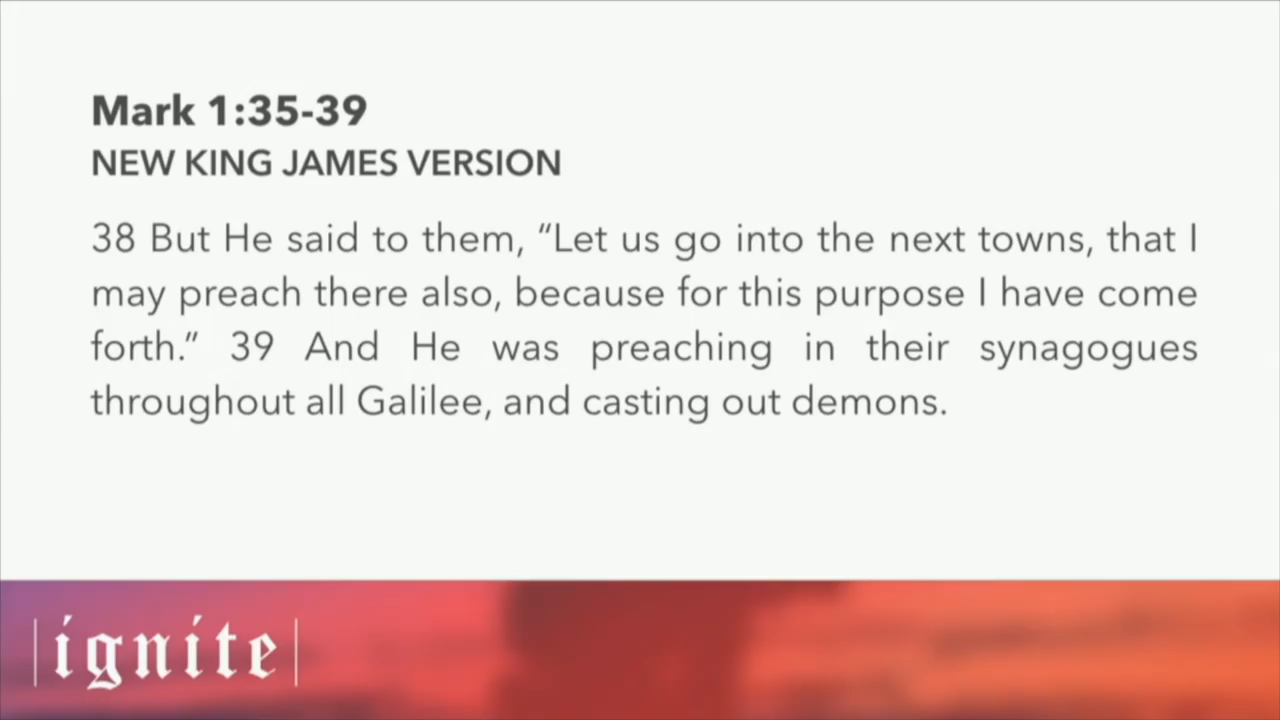 Mark 1:35-39
NEW KING JAMES VERSION
38 But He said to them, “Let us go into the next towns, that I
may preach there also, because for this purpose I have come
forth.” 39 And He was preaching in their synagogues
throughout all Galilee, and casting out demons.
|ignite|